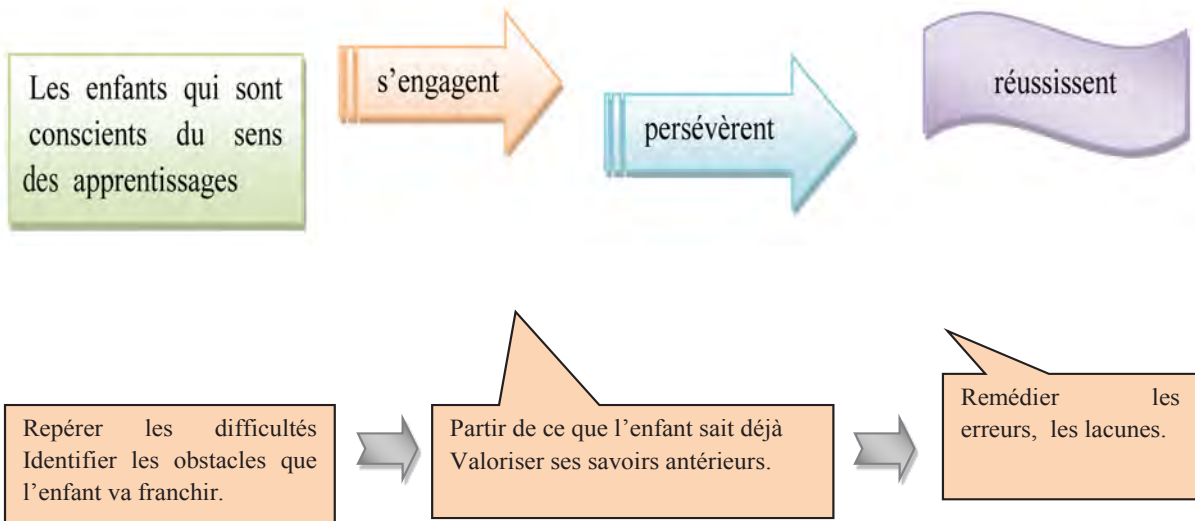 Les enfants qui sont
conscients du sens
des apprentissages
s’engagent
persévèrent
réussissent
Repérer les difficultés
Identifier les obstacles que
l’enfant va franchir.
Partir de ce que l’enfant sait déjà
Valoriser ses savoirs antérieurs.
Remédier les
erreurs, les lacunes.